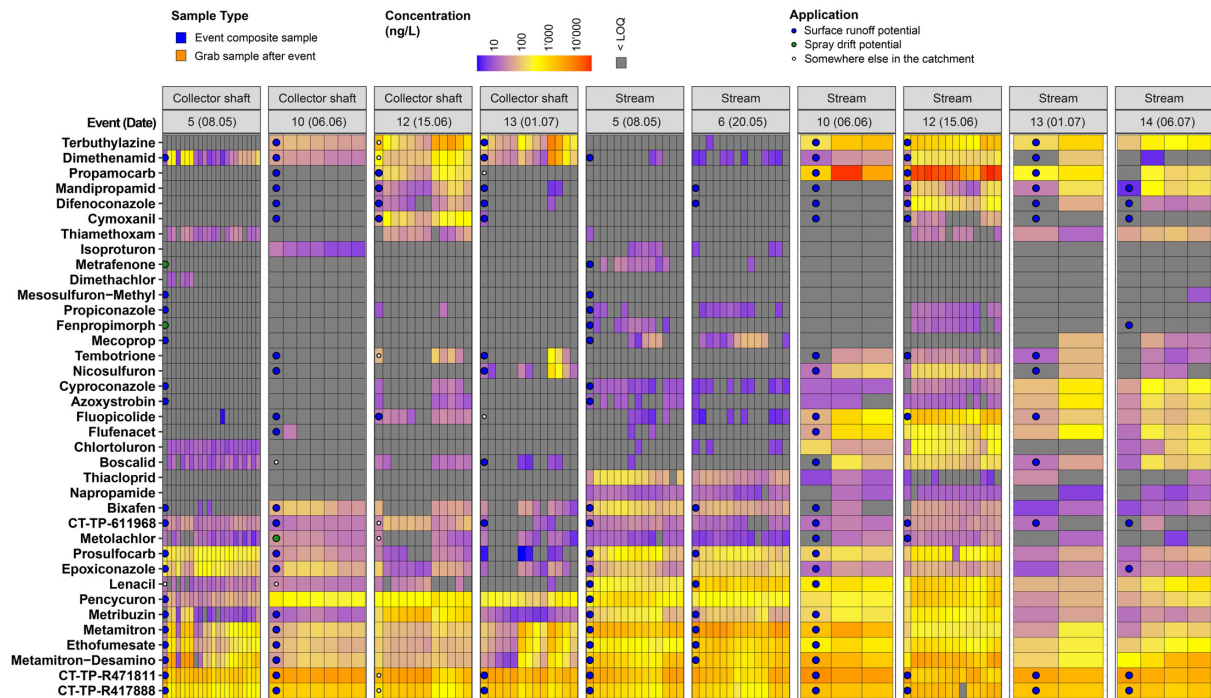 Sample Type
Event composite sample
Grab sample after event
Concentration
(ng/L)
10
100
1'000
10'000
< LOQ
Application
Surface runoff potential
Spray drift potential
Somewhere else in the catchment
Collector shaft Collector shaft Collector shaft Collector shaft Stream Stream Stream Stream Stream Stream
Event (Date) 5 (08.05) 10 (06.06) 12 (15.06) 13 (01.07) 5 (08.05) 6 (20.05) 10 (06.06) 12 (15.06) 13 (01.07) 14 (06.07)
Terbuthylazine
Dimethenamid
Propamocarb
Mandipropamid
Difenoconazole
Cymoxanil
Thiamethoxam
Isoproturon
Metrafenone
Dimethachlor
Mesosulfuron-Methyl
Propiconazole
Fenpropimorph
Mecoprop
Tembotrione
Nicosulfuron
Cyproconazole
Azoxystrobin
Fluopicolide
Flufenacet
Chlortoluron
Boscalid
Thiacloprid
Napropamide
Bixafen
CT-TP-611968
Metolachlor
Prosulfocarb
Epoxiconazole
Lenacil
Pencycuron
Metribuzin
Metamitron
Ethofumesate
Metamitron-Desamino
CT-TP-R471811
CT-TP-R417888